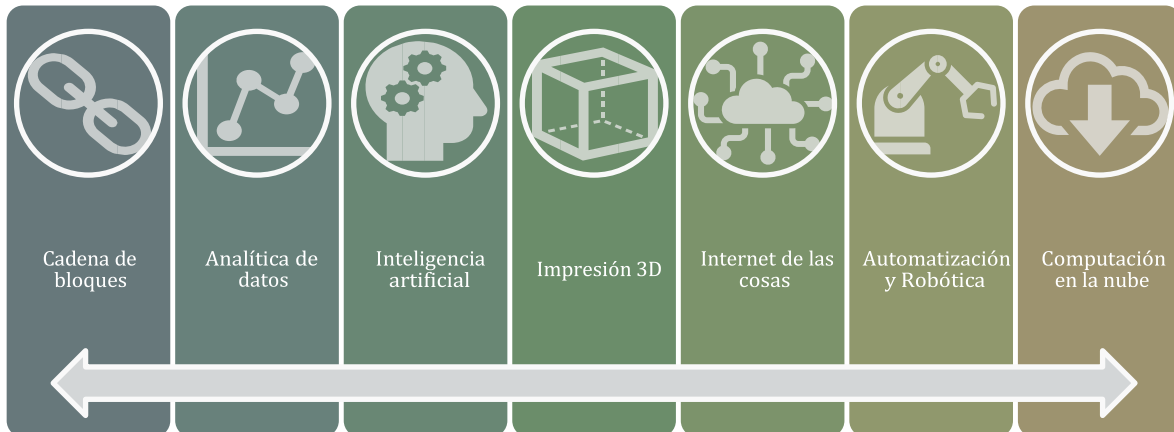 Cadena de
bloques
Analítica de
datos
Inteligencia
artificial
Impresión 3D
Internet de las
cosas
Automatización
y Robótica
Computación
en la nube